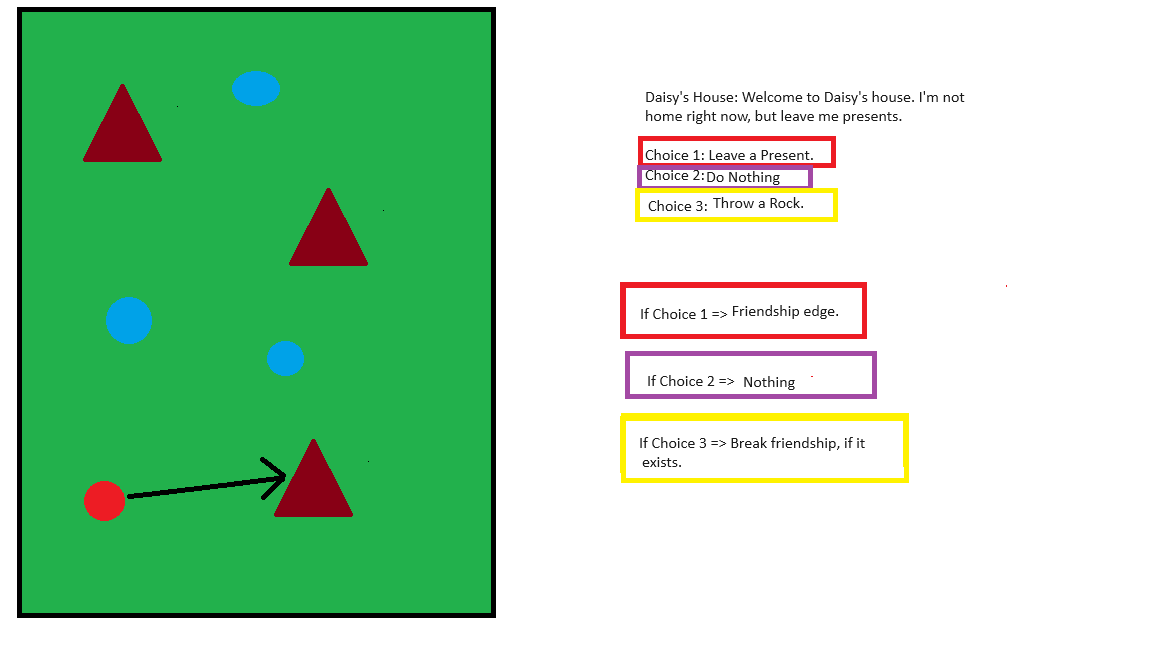 Daisy's House: Welcome to Daisy's house. I'm not
home right now, but leave me presents.
Choice 1: Leave a Present.
Choice 2: Do Nothing
Choice 3: Throw a Rock.
If Choice 1 => Friendship edge.
If Choice 2 => Nothing
If Choice 3 => Break friendship, if it
exists.